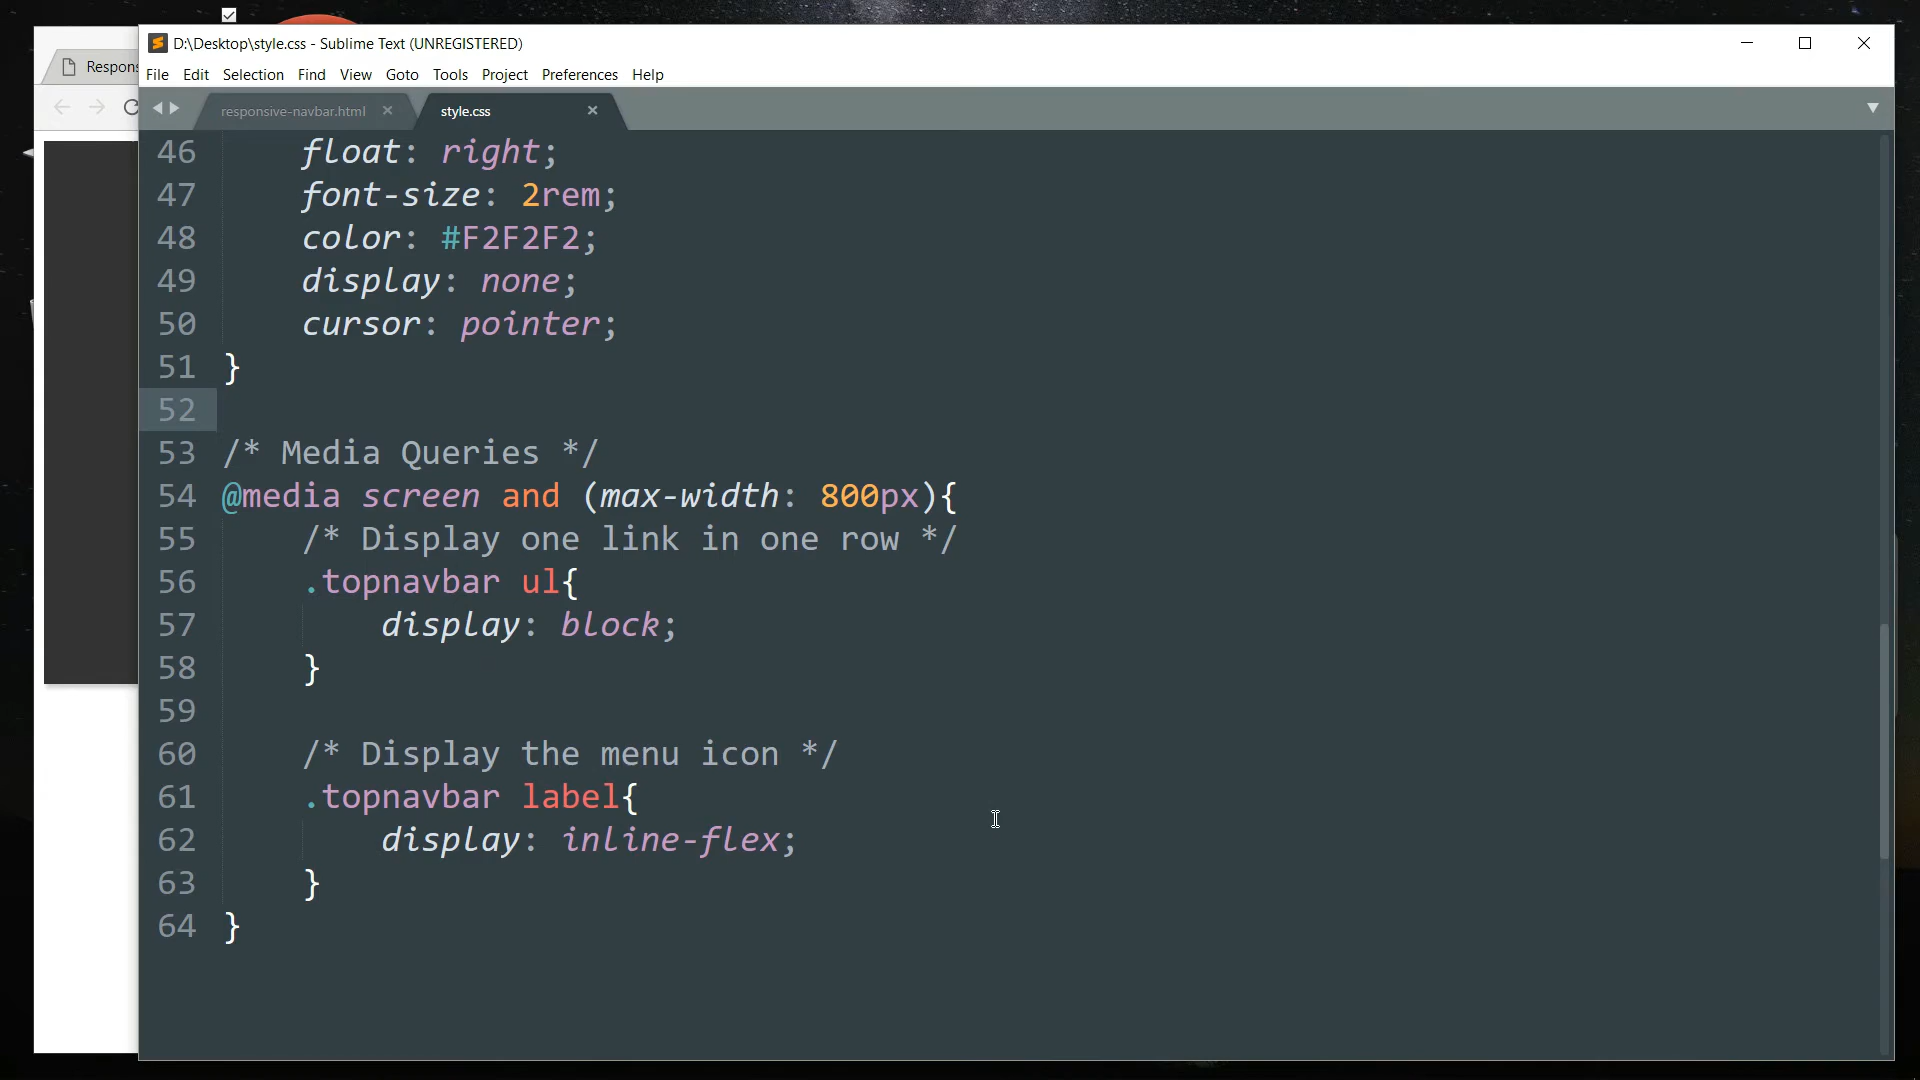 D:\Desktop\style.css - Sublime Text (UNREGISTERED)
File Edit Selection Find View Goto Tools Project Preferences Help
Respons
responsive-navbar.html style.css
46 float: right;
47 font-size: 2rem;
48 color: #F2F2F2;
49 display: none;
50 cursor: pointer;
51 }
52
53 /* Media Queries */
54 @media screen and (max-width: 800px){
55 /* Display one link in one row */
56 .topnavbar ul{
57 display: block;
58 }
59
60 /* Display the menu icon */
61 .topnavbar label{
62 display: inline-flex;
63 }
64 }